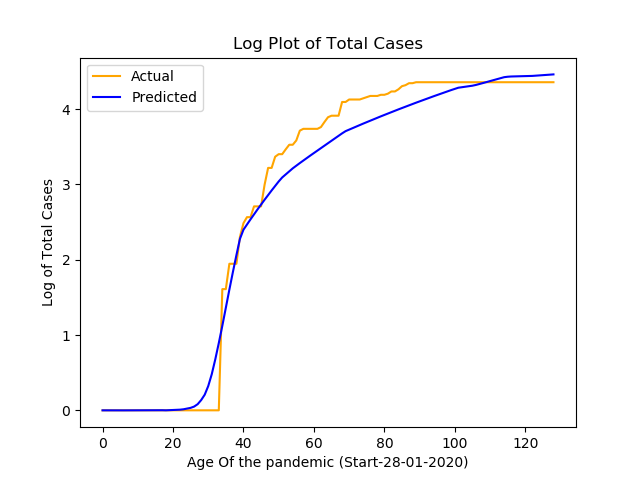 Log Plot of Total Cases
Actual
Predicted
Log of Total Cases
4
3
2
1
0
0 20 40 60 80 100 120
Age Of the pandemic (Start-28-01-2020)